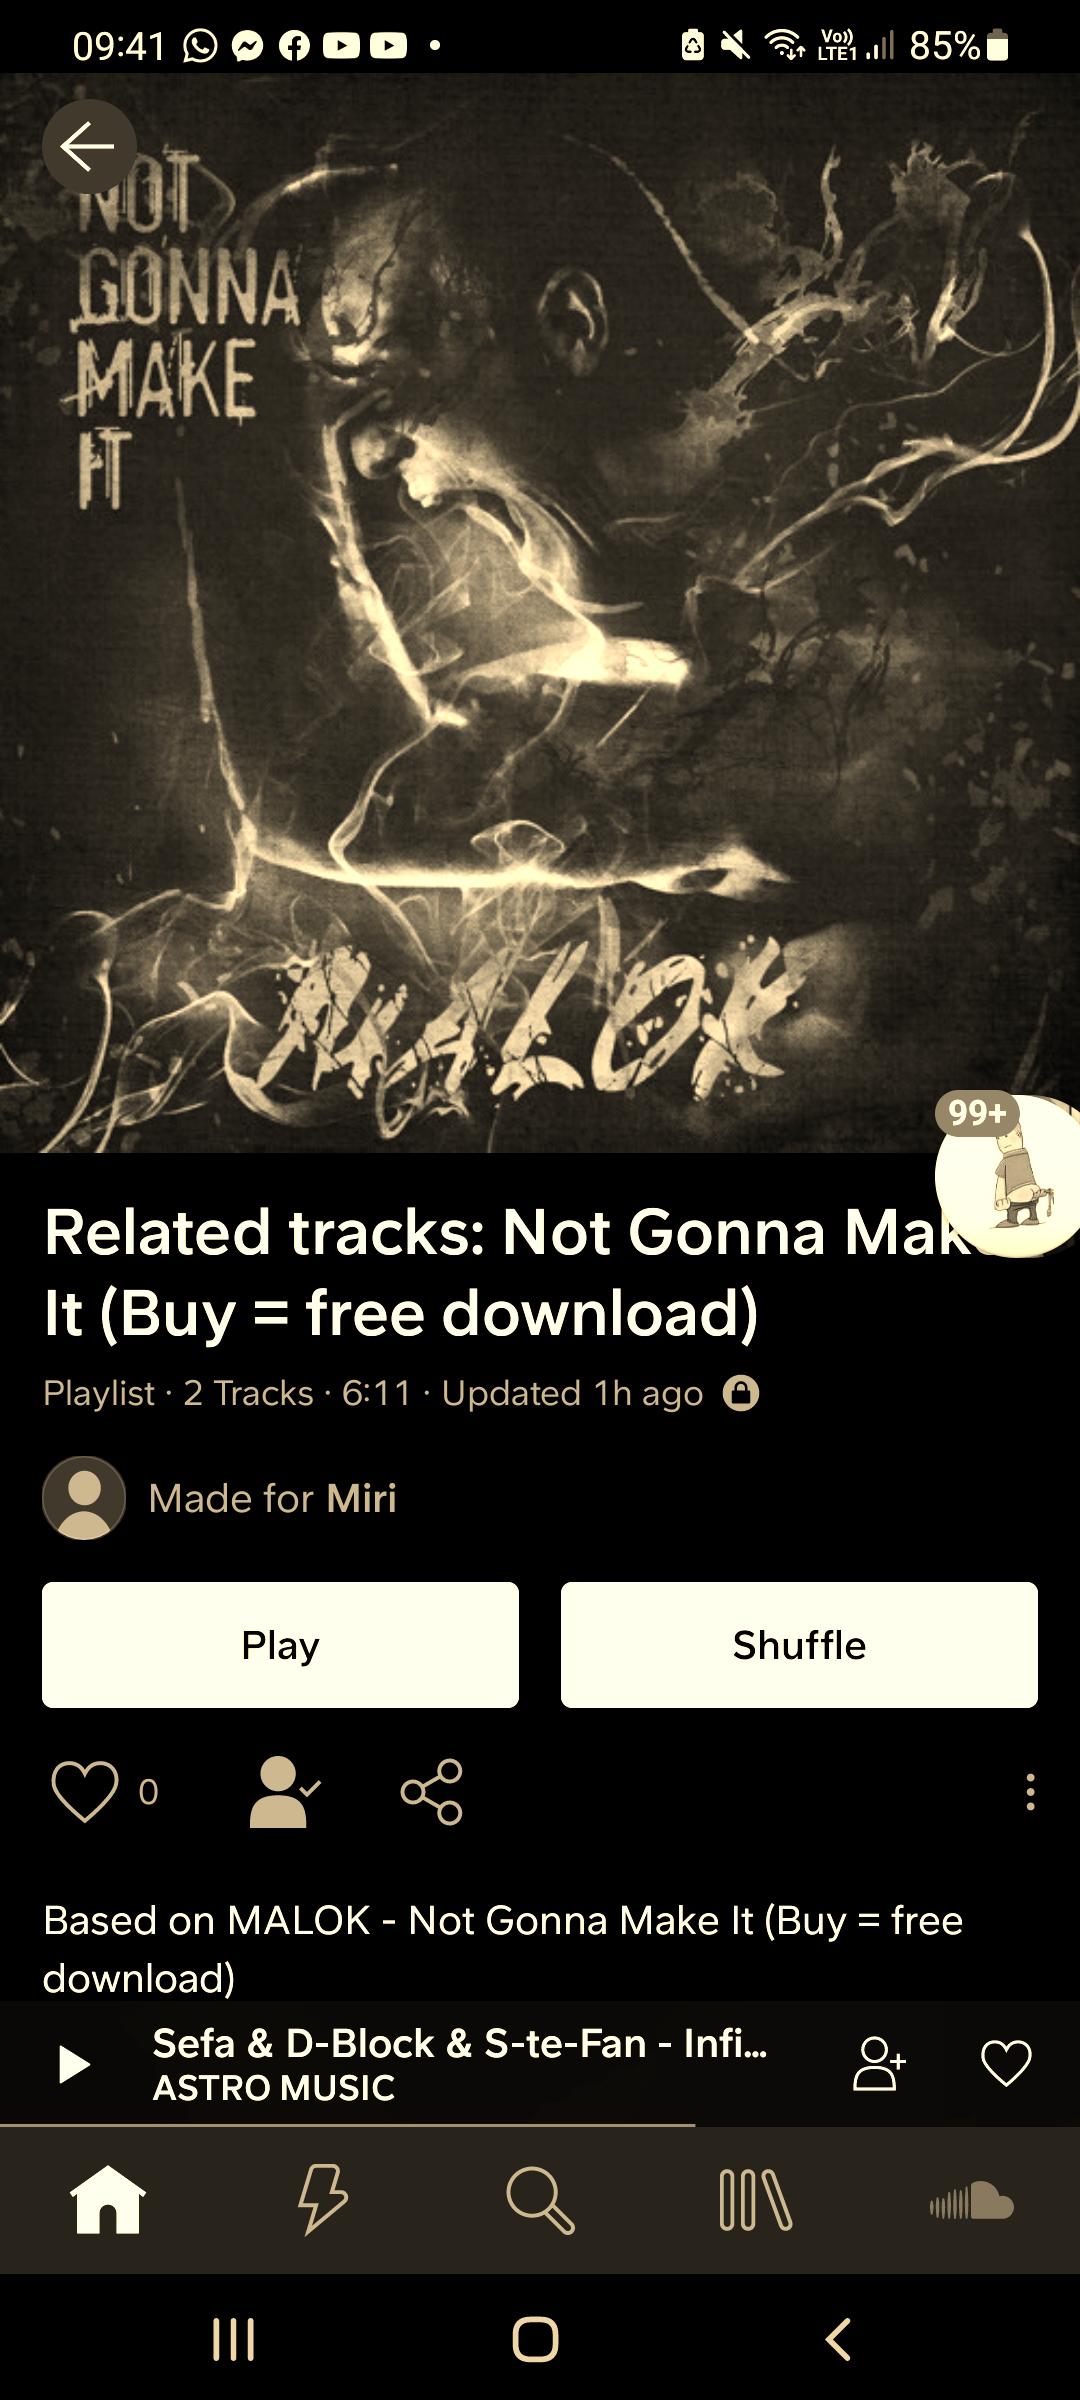 09:41
Vo))
LTE1
85%
NOT
GONNA
MAKE
IT
MALOK
99+
Related tracks: Not Gonna Mak
It (Buy = free download)
Playlist · 2 Tracks · 6:11 · Updated 1h ago
Made for Miri
Play
Shuffle
0
Based on MALOK - Not Gonna Make It (Buy = free
download)
Sefa & D-Block & S-te-Fan - Infi...
ASTRO MUSIC